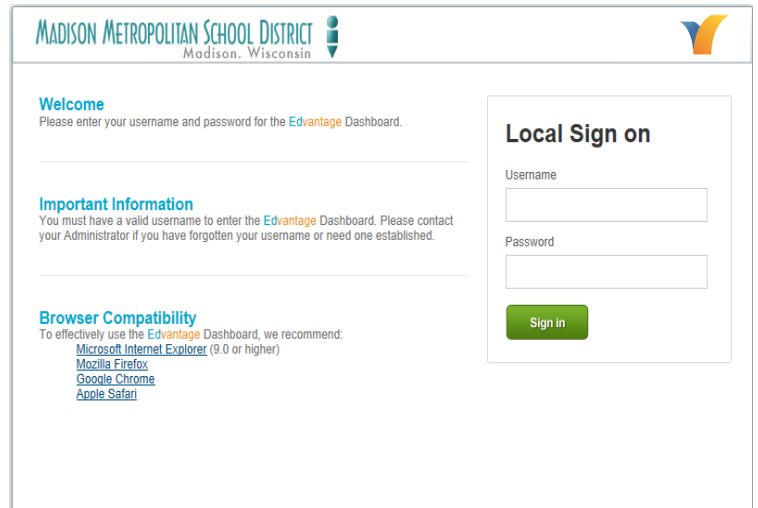 MADISON METROPOLITAN SCHOOL DISTRICT
Madison. Wisconsin
Welcome
Please enter your username and password for the Edvantage Dashboard.
Important Information
You must have a valid username to enter the Edvantage Dashboard. Please contact
your Administrator if you have forgotten your username or need one established.
Browser Compatibility
To effectively use the Edvantage Dashboard, we recommend:
Microsoft Internet Explorer (9.0 or higher)
Mozilla Firefox
Google Chrome
Apple Safari
Local Sign on
Username
Password
Sign in